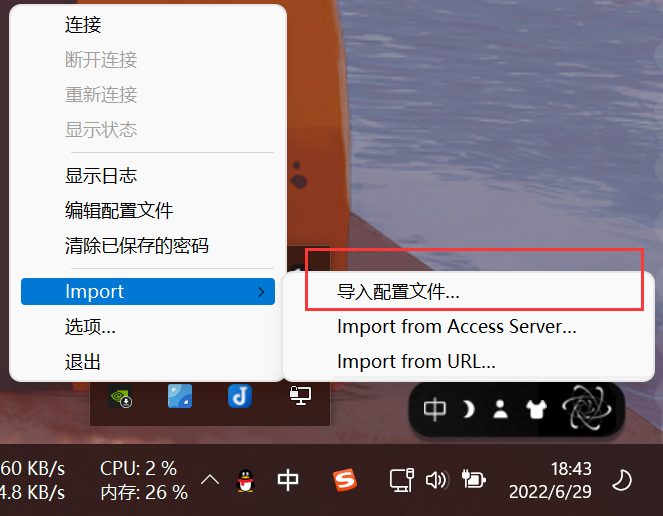 连接
断开连接
重新连接
显示状态
显示日志
编辑配置文件
清除已保存的密码
Import
导入配置文件...
选项...
Import from Access Server...
退出
Import from URL...
中
60 KB/s
CPU: 2 %
4.8 KB/s
内存: 26 %
中
18:43
2022/6/29